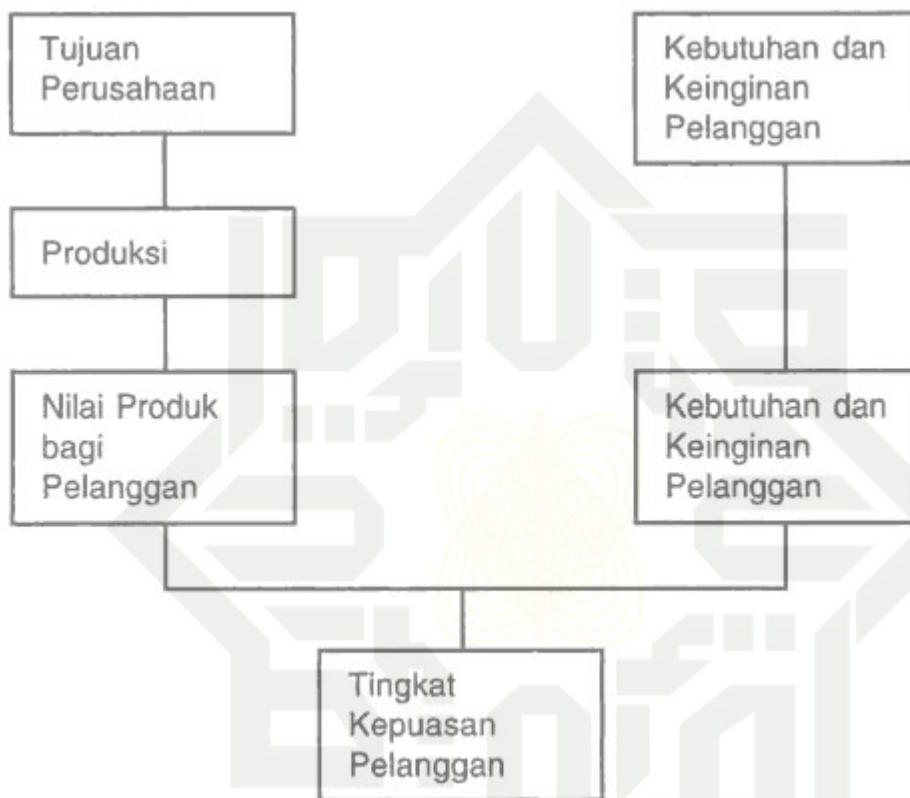 Tujuan
Perusahaan
Kebutuhan dan
Keinginan
Pelanggan
Produksi
Nilai Produk
bagi
Pelanggan
Kebutuhan dan
Keinginan
Pelanggan
Tingkat
Kepuasan
Pelanggan